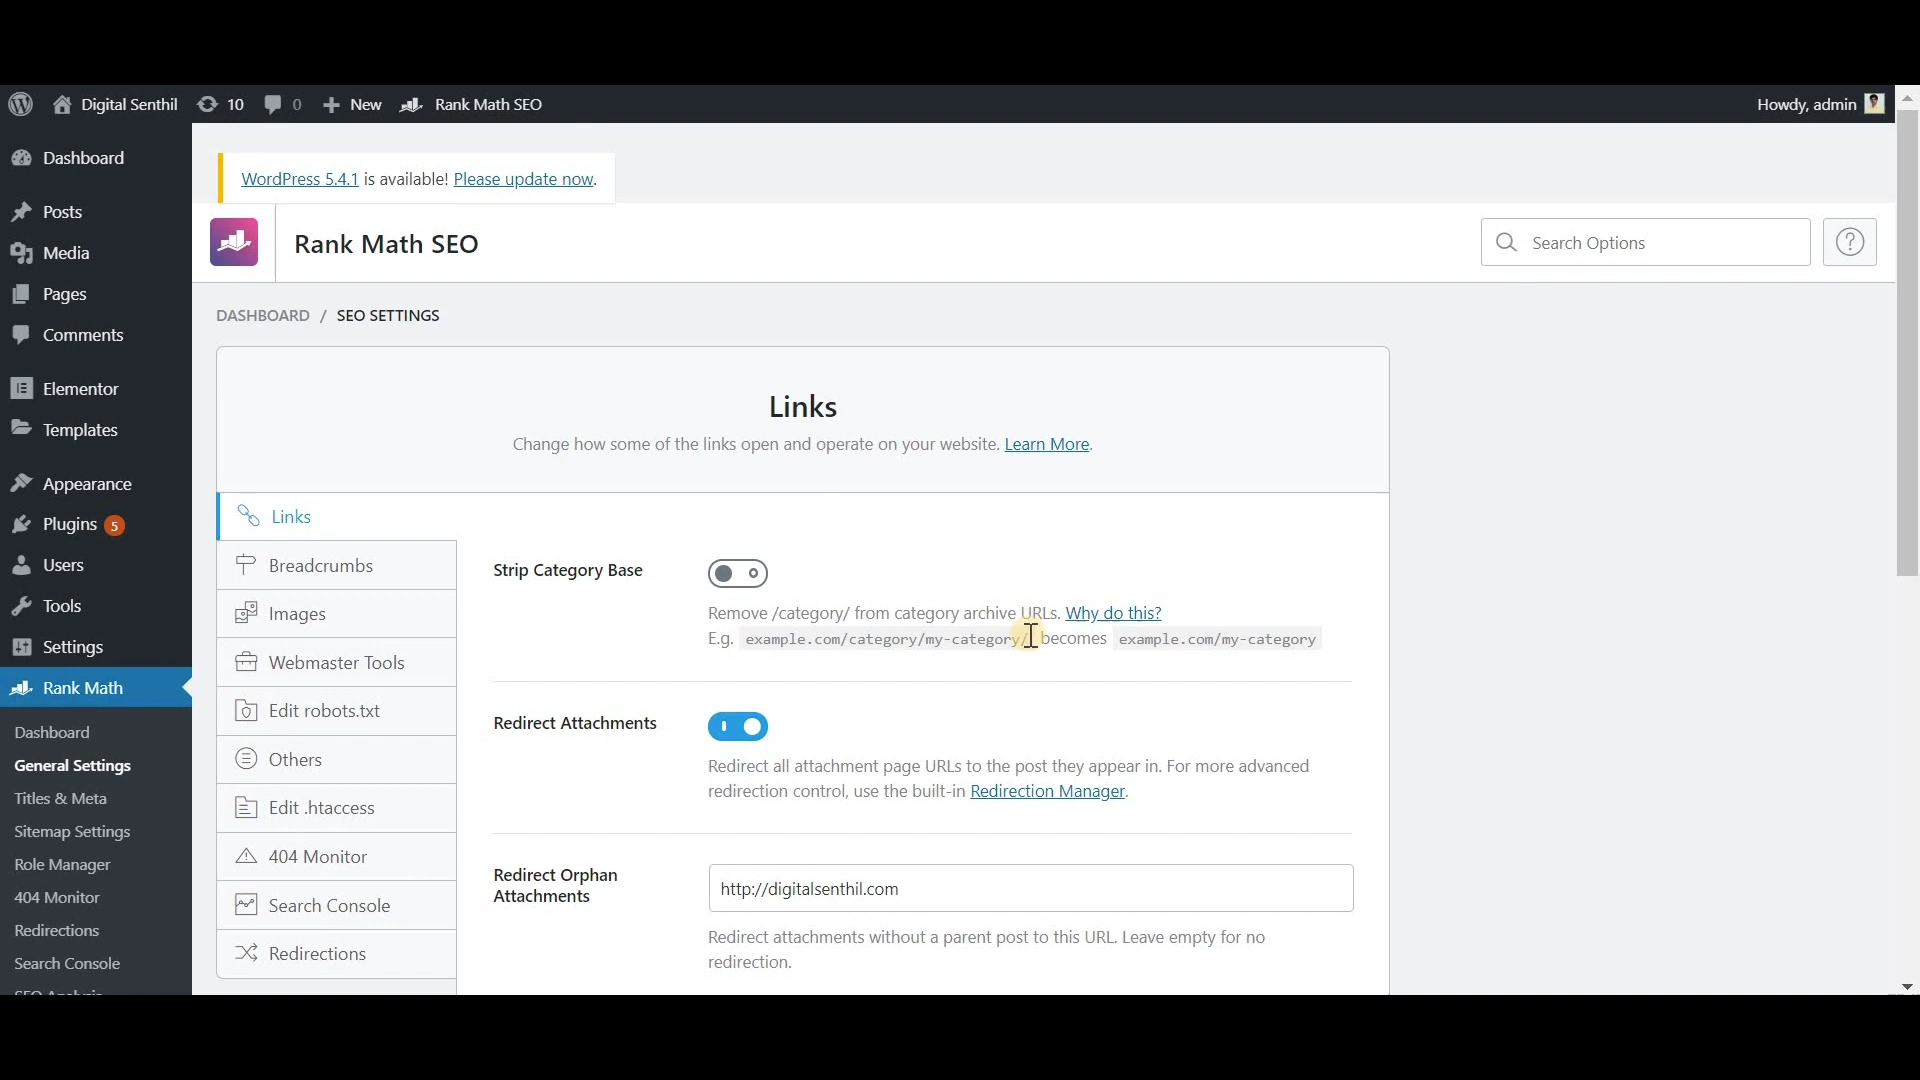 Digital Senthil 10 0 New Rank Math SEO Howdy, admin
Dashboard
Posts
Media
Pages
Comments
Elementor
Templates
Appearance
Plugins 5
Users
Tools
Settings
Rank Math
Dashboard
General Settings
Titles & Meta
Sitemap Settings
Role Manager
404 Monitor
Redirections
Search Console
SEO Analysis
WordPress 5.4.1 is available! Please update now.
Rank Math SEO
Search Options
?
DASHBOARD / SEO SETTINGS
Links
Change how some of the links open and operate on your website. Learn More.
Links
Breadcrumbs
Images
Webmaster Tools
Edit robots.txt
Others
Edit .htaccess
404 Monitor
Search Console
Redirections
Strip Category Base
Remove /category/ from category archive URLs. Why do this?
E.g. example.com/category/my-category/ becomes example.com/my-category
Redirect Attachments
Redirect all attachment page URLs to the post they appear in. For more advanced
redirection control, use the built-in Redirection Manager.
Redirect Orphan
Attachments
http://digitalsenthil.com
Redirect attachments without a parent post to this URL. Leave empty for no
redirection.